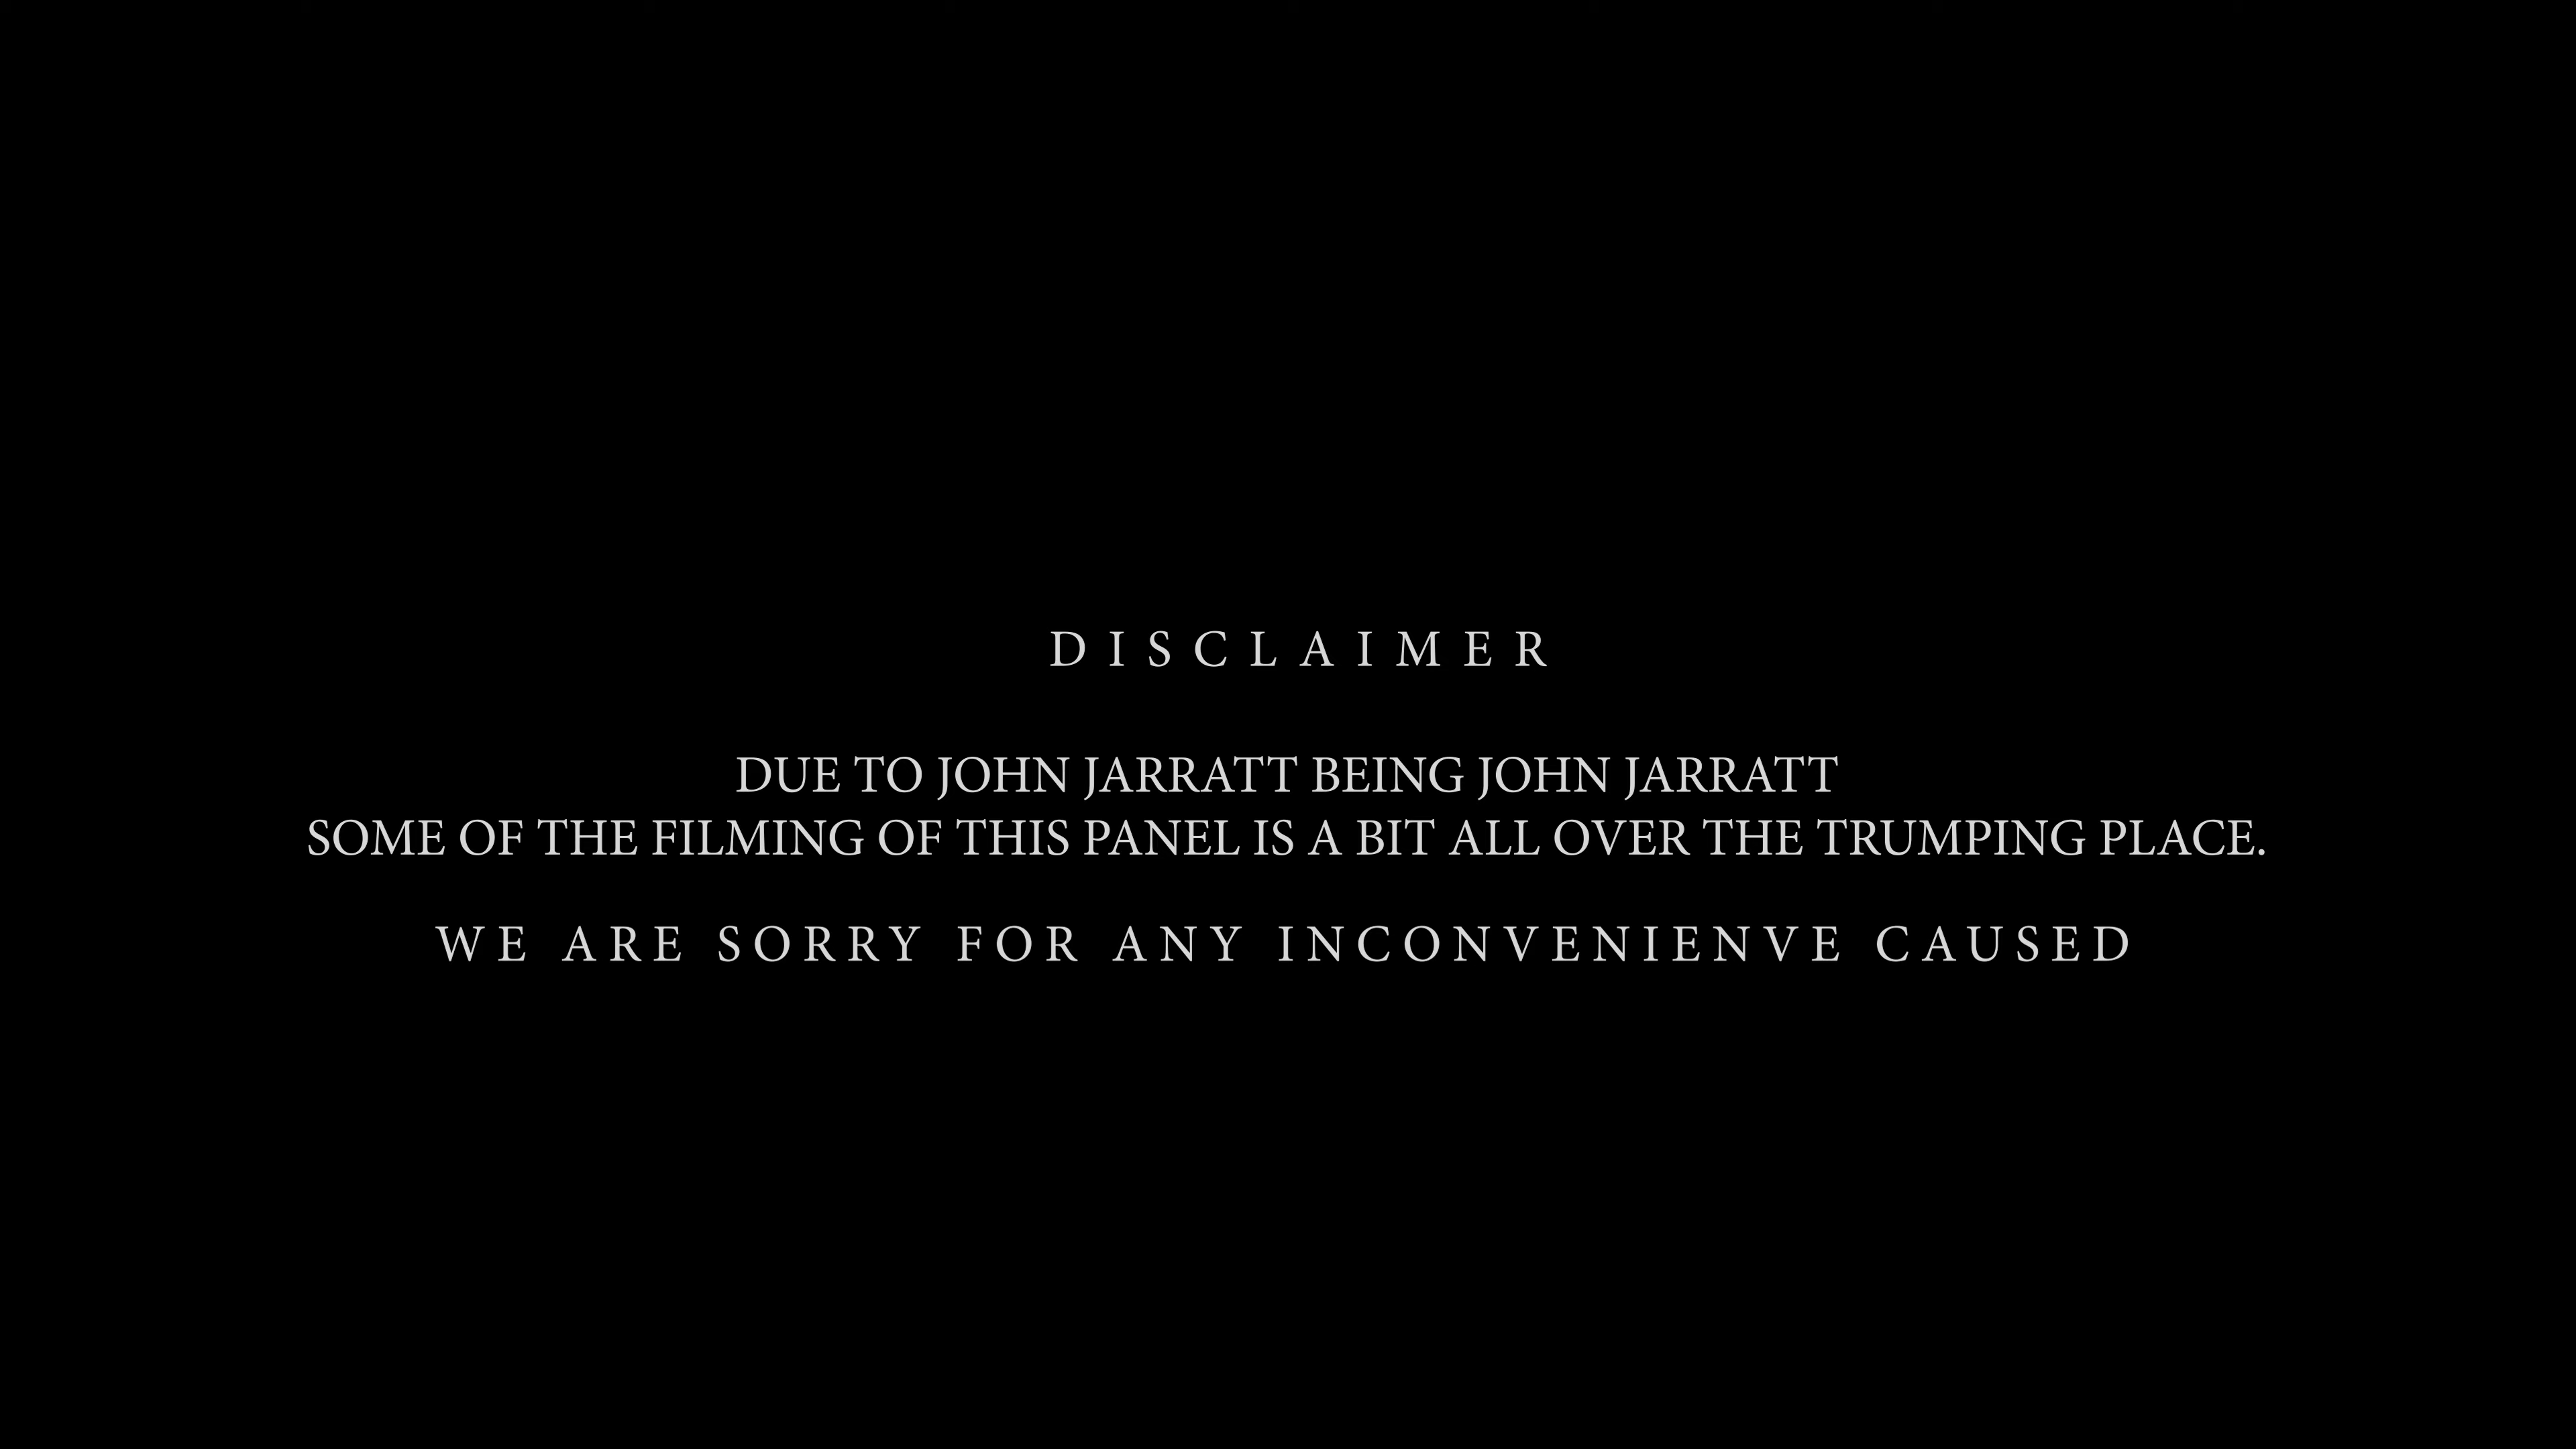 DISCLAIMER
DUE TO JOHN JARRATT BEING JOHN JARRATT
SOME OF THE FILMING OF THIS PANEL IS A BIT ALL OVER THE TRUMPING PLACE.
WE ARE SORRY FOR ANY INCONVENIENVE CAUSED